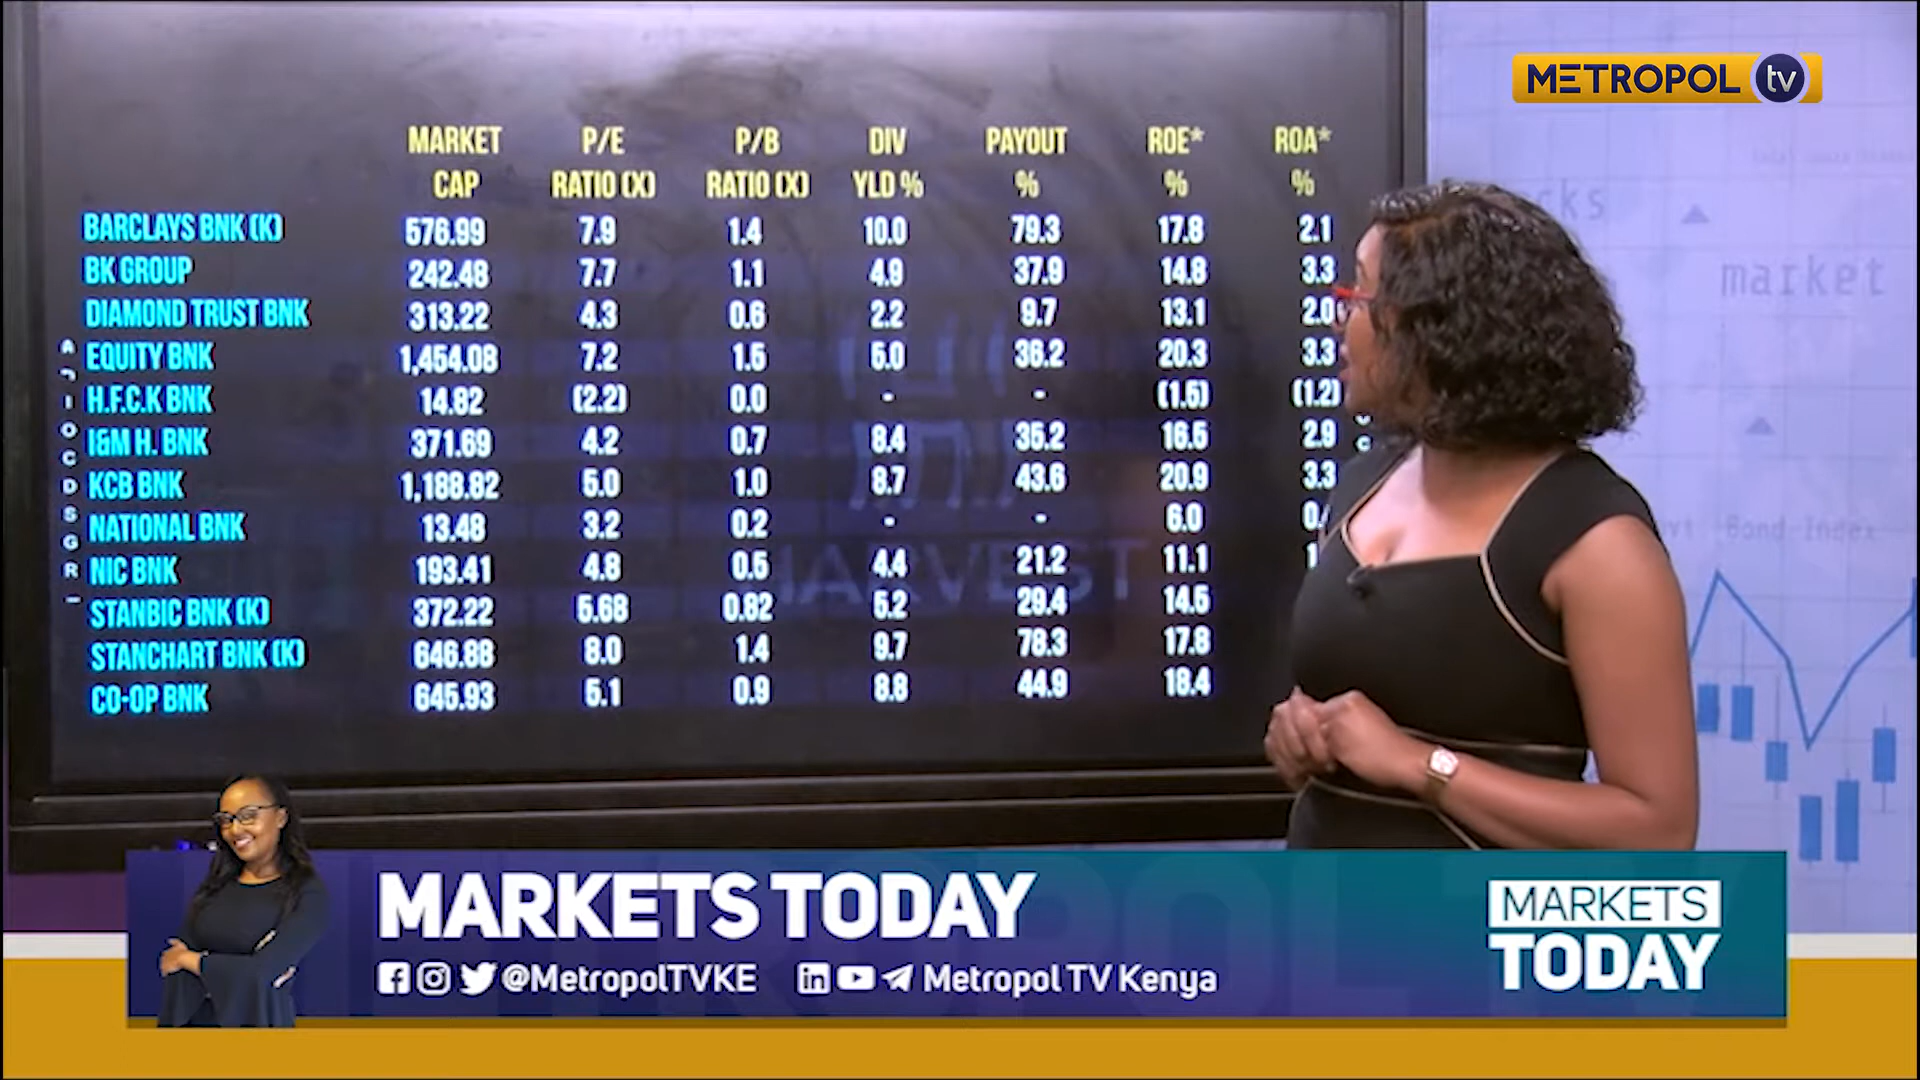 METROPOL tv
MARKET CAP P/E RATIO (X) P/B RATIO (X) DIV YLD % PAYOUT % ROE* % ROA* %
BARCLAYS BNK (K) 576.99 7.9 1.4 10.0 79.3 17.8 2.1
BK GROUP 242.48 7.7 1.1 4.9 37.9 14.8 3.3
DIAMOND TRUST BNK 313.22 4.3 0.6 2.2 9.7 13.1 2.0
EQUITY BNK 1,454.08 7.2 1.5 5.0 36.2 20.3 3.3
H.F.C.K BNK 14.82 (2.2) 0.0 - - (1.5) (1.2)
I&M H. BNK 371.69 4.2 0.7 8.4 35.2 16.5 2.9
KCB BNK 1,188.82 5.0 1.0 8.7 43.6 20.9 3.3
NATIONAL BNK 13.48 3.2 0.2 - - 6.0
NIC BNK 193.41 4.8 0.5 4.4 21.2 11.1
STANBIC BNK (K) 372.22 5.68 0.82 5.2 29.4 14.5
STANCHART BNK (K) 646.88 8.0 1.4 9.7 78.3 17.8
CO-OP BNK 645.93 5.1 0.9 8.8 44.9 18.4
HARVEST
market
Bond Index
MARKETS TODAY
@MetropolTVKE Metropol TV Kenya
MARKETS
TODAY